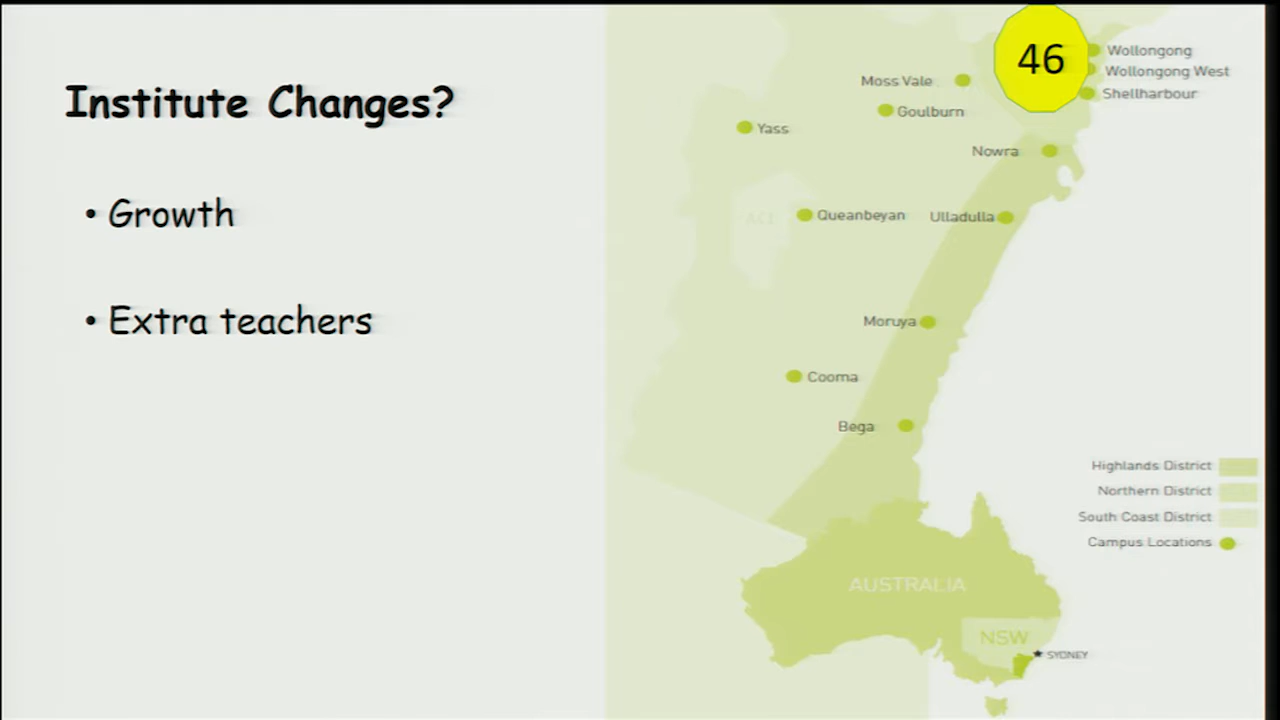 Institute Changes?
• Growth
• Extra teachers
46
Wollongong
Wollongong West
Shellharbour
Moss Vale
Goulburn
Yass
Nowra
ACT
Queanbeyan
Ulladulla
Moruya
Cooma
Bega
Highlands District
Northern District
South Coast District
Campus Locations
AUSTRALIA
NSW
SYDNEY